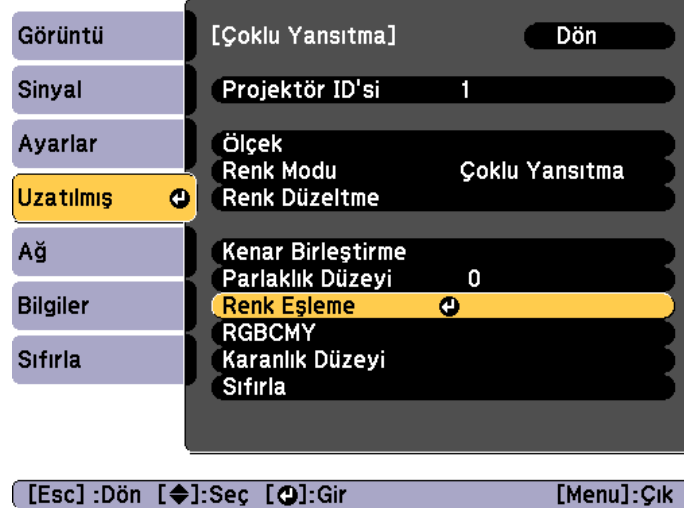 Görüntü
Sinyal
Ayarlar
Uzatılmış
Ağ
Bilgiler
Sıfırla
[Çoklu Yansıtma] Dön
Projektör ID'si 1
Ölçek
Renk Modu Çoklu Yansıtma
Renk Düzeltme
Kenar Birleştirme
Parlaklık Düzeyi 0
Renk Eşleme
RGBCMY
Karanlık Düzeyi
Sıfırla
[Esc] :Dön [◆]:Seç [↵]:Gir [Menu]:Çık